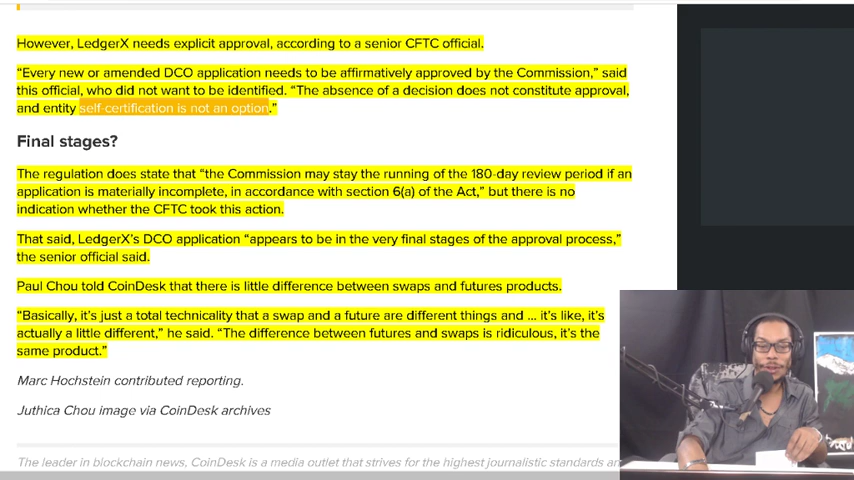 However, LedgerX needs explicit approval, according to a senior CFTC official.
“Every new or amended DCO application needs to be affirmatively approved by the Commission,” said
this official, who did not want to be identified. “The absence of a decision does not constitute approval,
and entity self-certification is not an option.”
Final stages?
The regulation does state that “the Commission may stay the running of the 180-day review period if an
application is materially incomplete, in accordance with section 6(a) of the Act,” but there is no
indication whether the CFTC took this action.
That said, LedgerX’s DCO application “appears to be in the very final stages of the approval process,”
the senior official said.
Paul Chou told CoinDesk that there is little difference between swaps and futures products.
“Basically, it’s just a total technicality that a swap and a future are different things and … it’s like, it’s
actually a little different,” he said. “The difference between futures and swaps is ridiculous, it’s the
same product.”
Marc Hochstein contributed reporting.
Juthica Chou image via CoinDesk archives
The leader in blockchain news, CoinDesk is a media outlet that strives for the highest journalistic standards